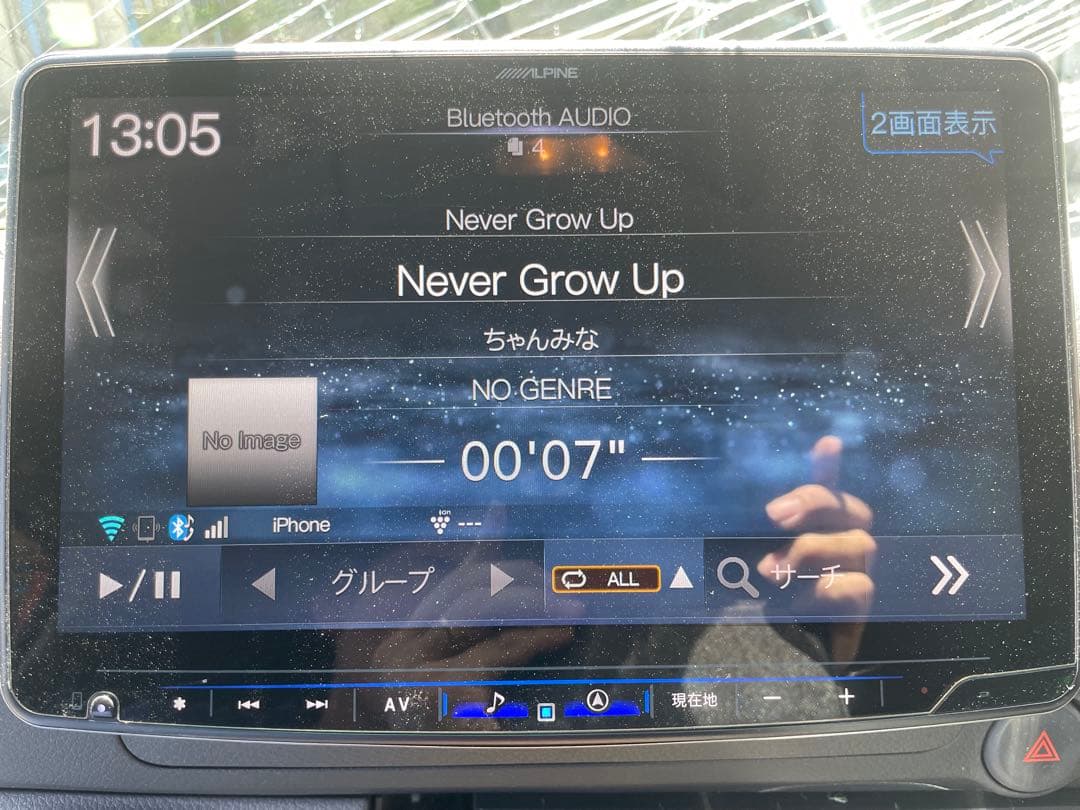 ALPINE
13:05
Bluetooth AUDIO
2画面表示
4
Never Grow Up
Never Grow Up
ちゃんみな
NO GENRE
No Image
00'07"
iPhone
ion
---
グループ
ALL
サーチ
AV
現在地